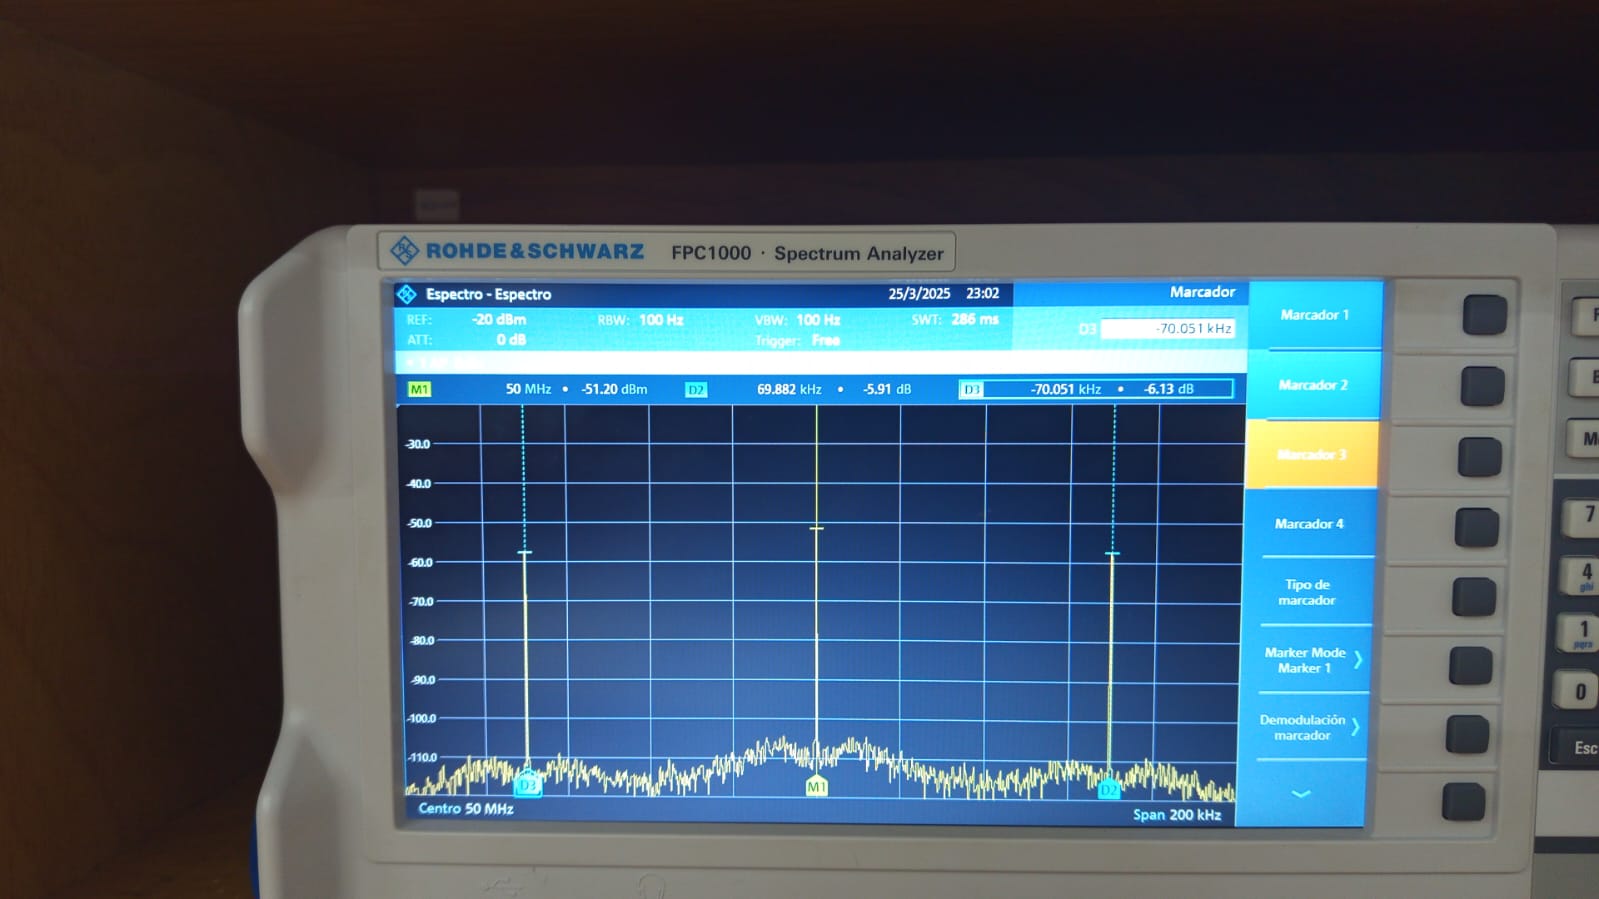 ROHDE&SCHWARZ FPC1000 · Spectrum Analyzer
Espectro - Espectro 25/3/2025 23:02 Marcador
REF: -20 dBm RBW: 100 Hz VBW: 100 Hz SWT: 286 ms
ATT: 0 dB Trigger: Free
D3 -70.051 kHz
M1 50 MHz • -51.20 dBm D2 69.882 kHz • -5.91 dB D3 -70.051 kHz • -6.13 dB
-30.0
-40.0
-50.0
-60.0
-70.0
-80.0
-90.0
-100.0
-110.0
D3 M1 D2
Centro 50 MHz Span 200 kHz
Marcador 1
Marcador 2
Marcador 3
Marcador 4
Tipo de
marcador
Marker Mode
Marker 1
Demodulación
marcador
7
4
ghi
1
pqrs
0
Esc